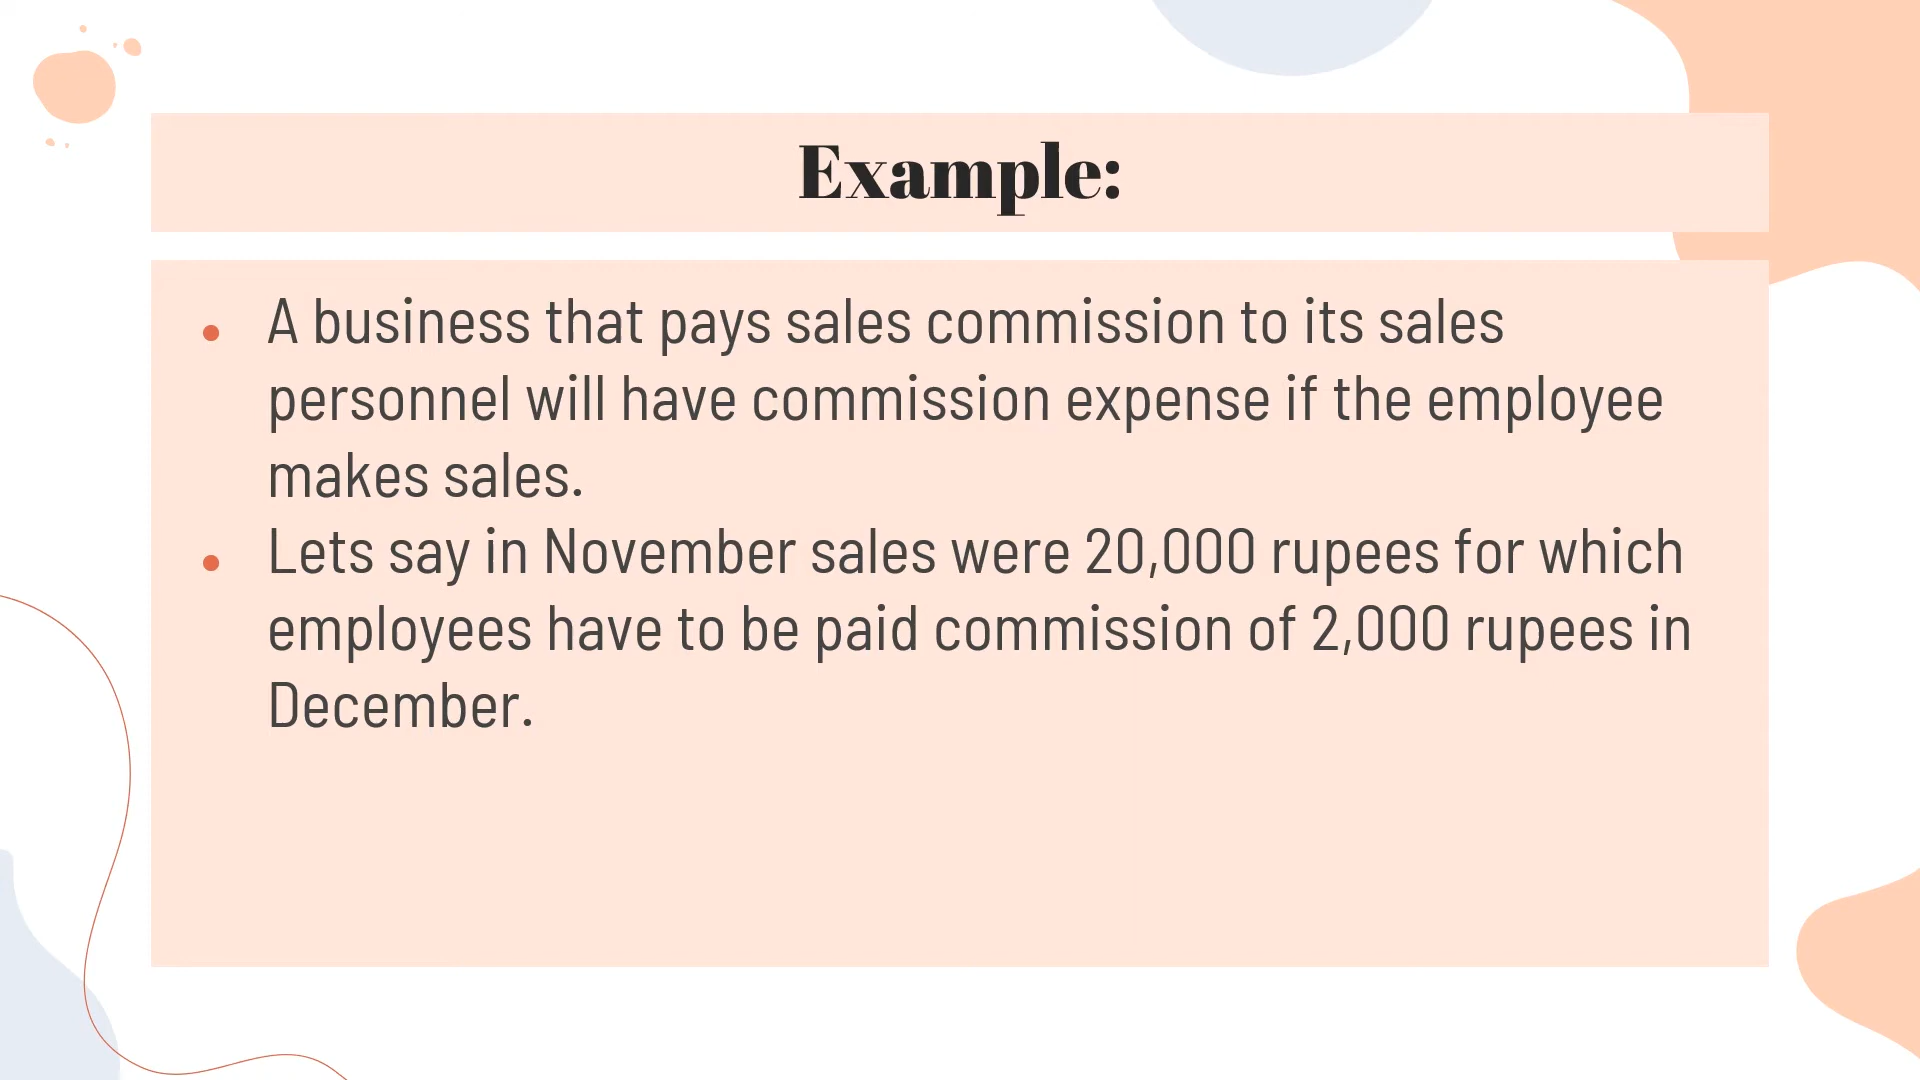 Example:
A business that pays sales commission to its sales
personnel will have commission expense if the employee
makes sales.
Lets say in November sales were 20,000 rupees for which
employees have to be paid commission of 2,000 rupees in
December.